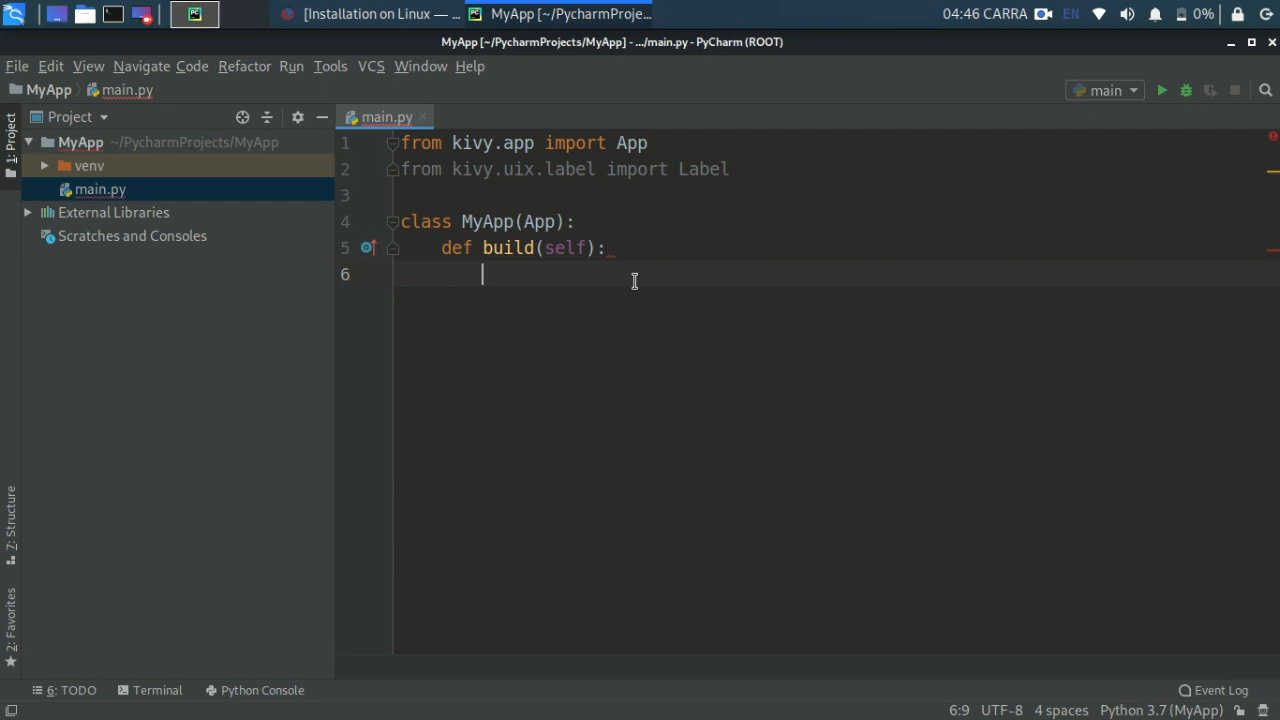 [Installation on Linux — ...
MyApp [~/PycharmProje...
04:46 CARRA
EN
0%
MyApp [~/PycharmProjects/MyApp] - .../main.py - PyCharm (ROOT)
File Edit View Navigate Code Refactor Run Tools VCS Window Help
MyApp main.py
main
1: Project
Project
main.py
MyApp ~/PycharmProjects/MyApp
venv
main.py
External Libraries
Scratches and Consoles
1 from kivy.app import App
2 from kivy.uix.label import Label
3
4 class MyApp(App):
5 def build(self):
6
7: Structure
2: Favorites
6: TODO
Terminal
Python Console
Event Log
6:9 UTF-8 4 spaces Python 3.7 (MyApp)